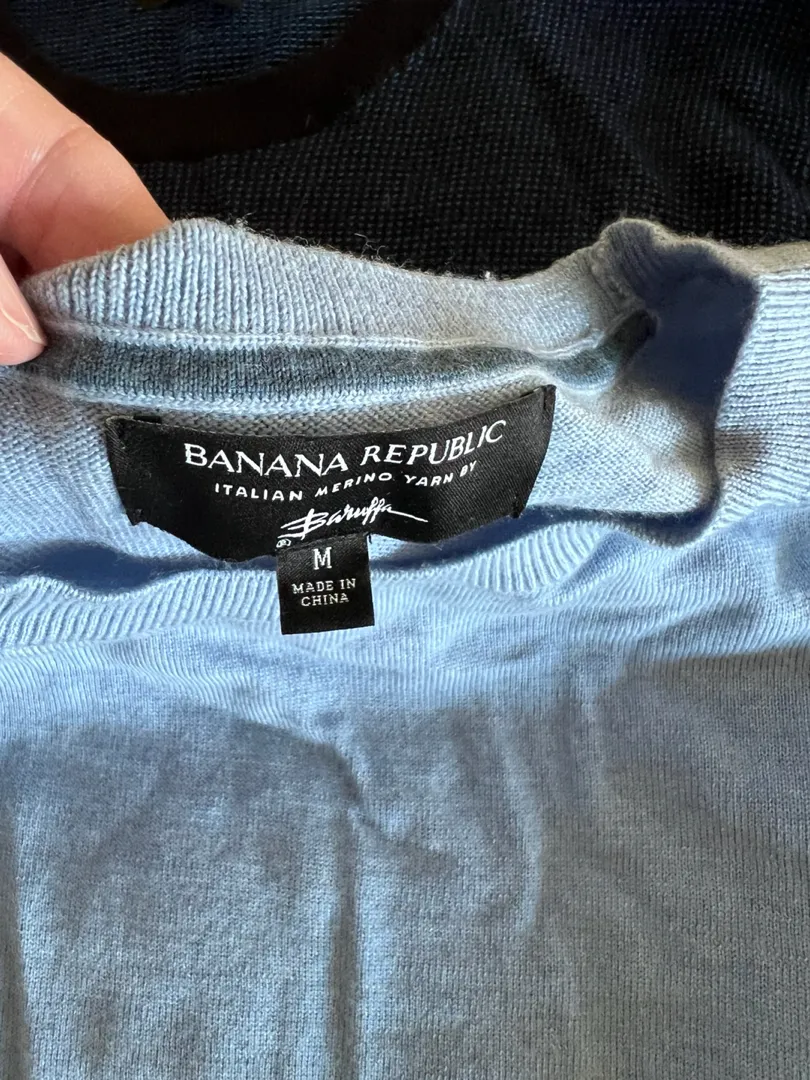 BANANA REPUBLIC
ITALIAN MERINO YARN BY
Baruffa
®
M
MADE IN
CHINA